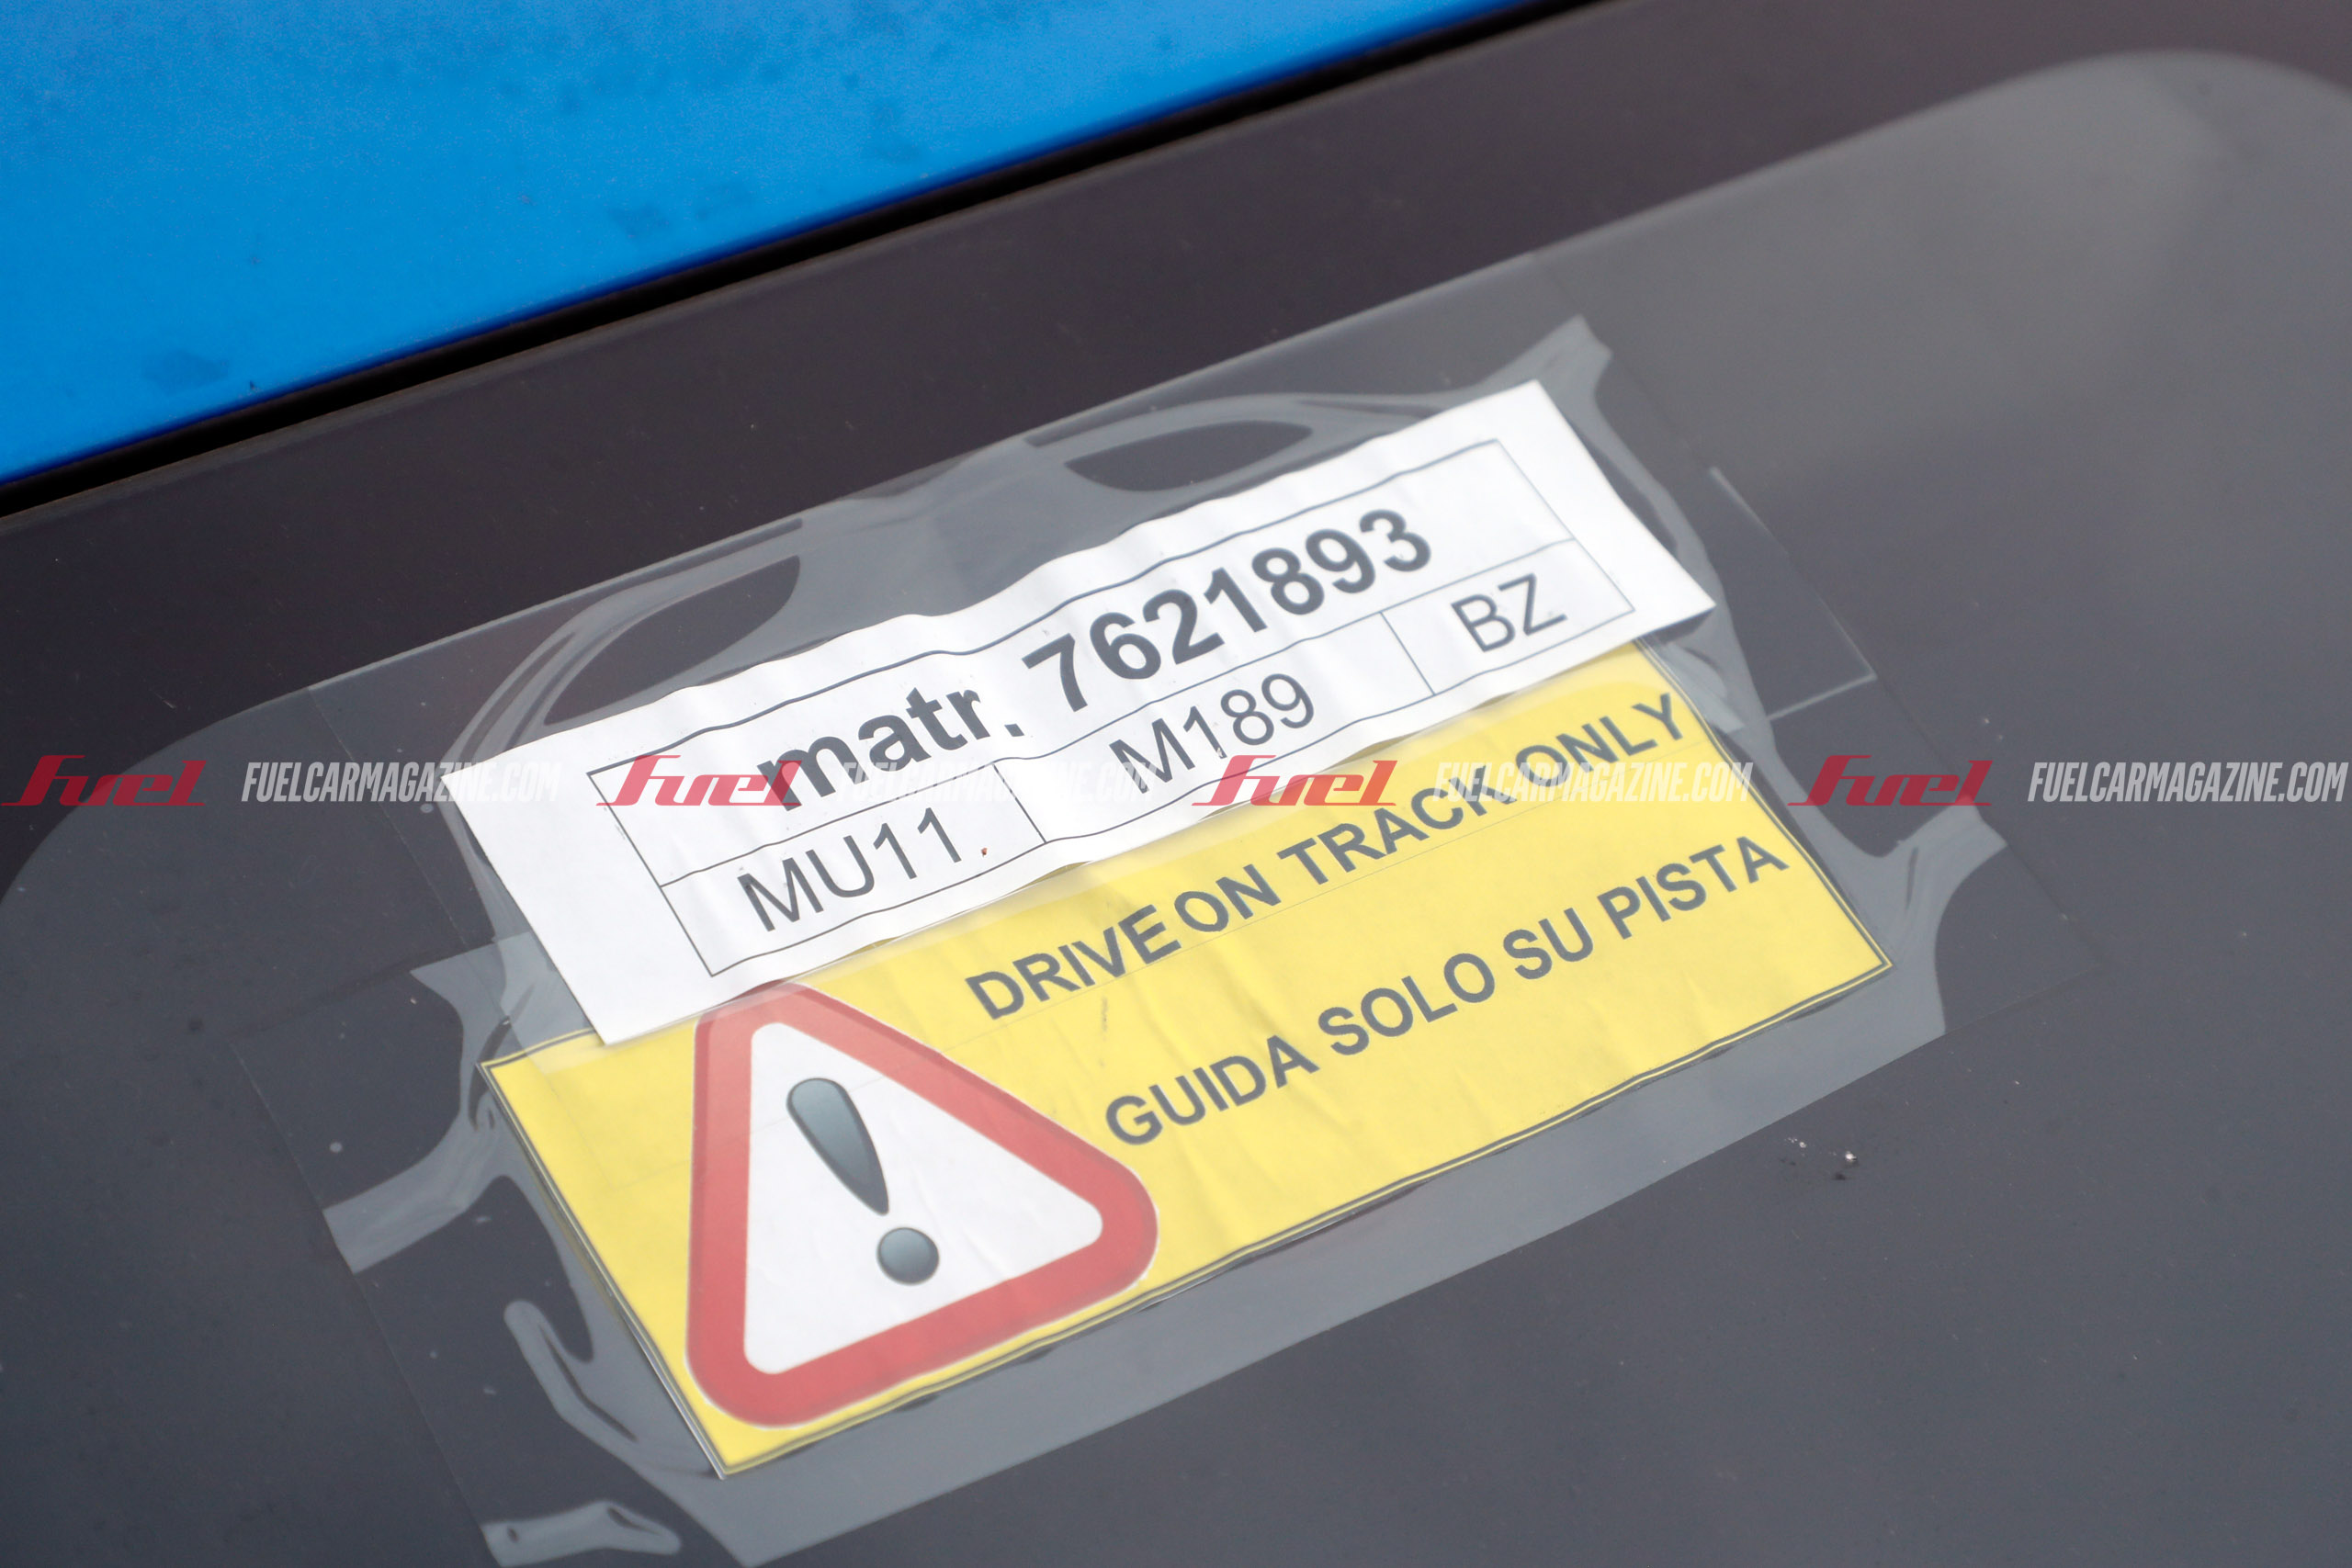 matr. 7621893
MU11 M189 BZ
DRIVE ON TRACK ONLY
GUIDA SOLO SU PISTA
Fuel FUELCARMAGAZINE.COM Fuel FUELCARMAGAZINE.COM Fuel FUELCARMAGAZINE.COM Fuel FUELCARMAGAZINE.COM